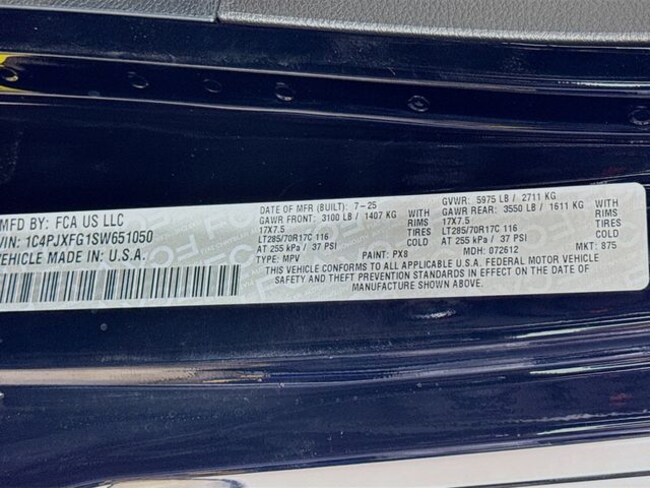 MFD BY: FCA US LLC
VIN: 1C4PJXFG1SW651050
VEHICLE MADE IN: U.S.A.
DATE OF MFR (BUILT): 7-25
GAWR FRONT: 3100 LB / 1407 KG WITH
17X7.5 RIMS
LT285/70R17C 116 TIRES
AT 255 kPa / 37 PSI COLD
TYPE: MPV PAINT: PX8
GVWR: 5975 LB / 2711 KG
GAWR REAR: 3550 LB / 1611 KG WITH
17X7.5 RIMS
LT285/70R17C 116 TIRES
AT 255 kPa / 37 PSI COLD
MDH: 072612 MKT: 875
THIS VEHICLE CONFORMS TO ALL APPLICABLE U.S.A. FEDERAL MOTOR VEHICLE
SAFETY AND THEFT PREVENTION STANDARDS IN EFFECT ON THE DATE OF
MANUFACTURE SHOWN ABOVE.